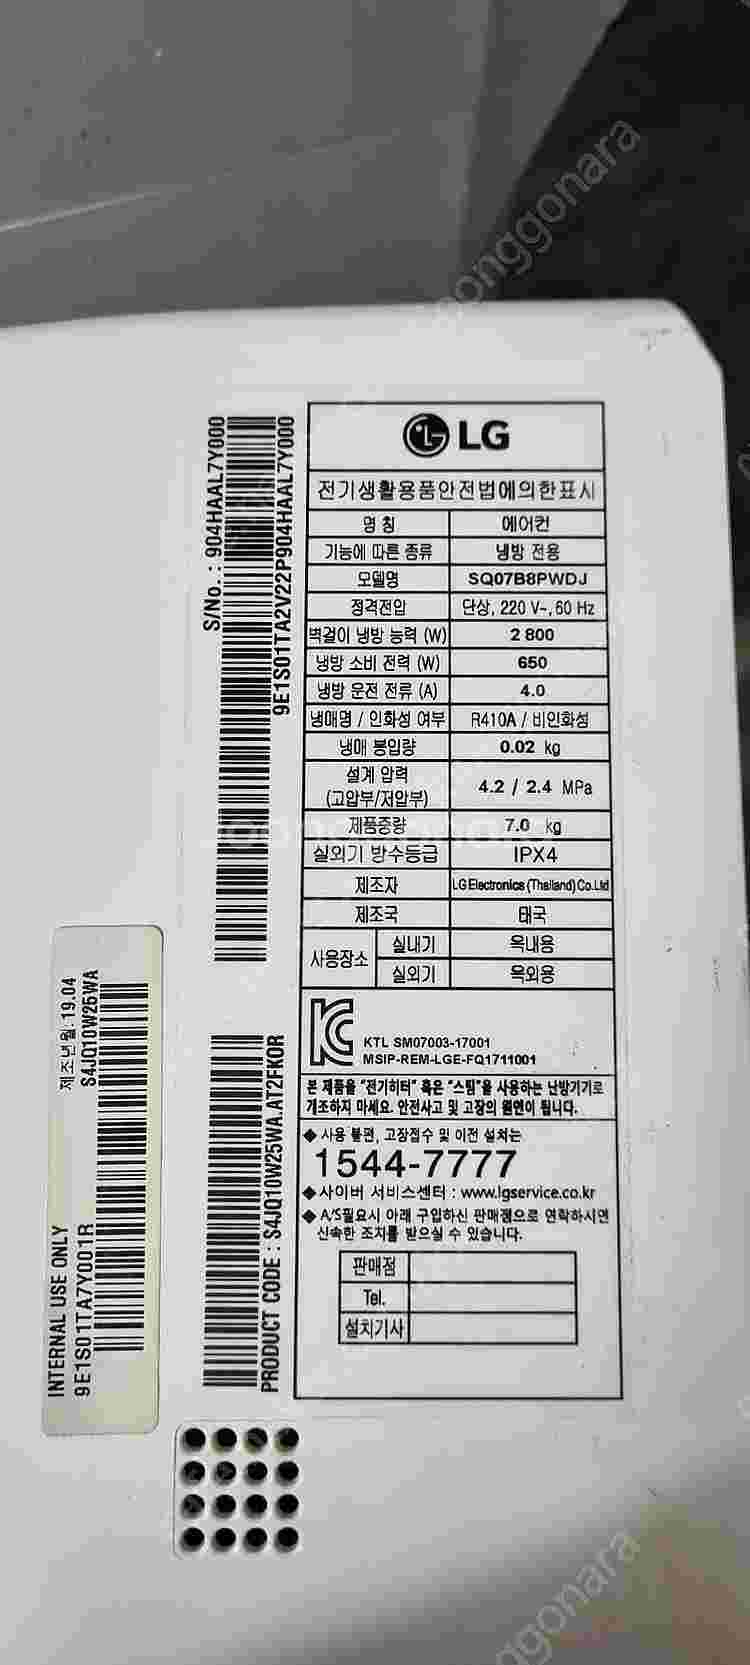 LG
전기생활용품안전법에의한표시
명 칭 에어컨
기능에 따른 종류 냉방 전용
모델명 SQ07B8PWDJ
정격전압 단상, 220 V~, 60 Hz
벽걸이 냉방 능력 (W) 2 800
냉방 소비 전력 (W) 650
냉방 운전 전류 (A) 4.0
냉매명 / 인화성 여부 R410A / 비인화성
냉매 봉입량 0.02 kg
설계 압력
(고압부/저압부) 4.2 / 2.4 MPa
제품중량 7.0 kg
실외기 방수등급 IPX4
제조자 LG Electronics (Thailand) Co.Ltd
제조국 태국
사용장소 실내기 옥내용
실외기 옥외용
KTL SM07003-17001
MSIP-REM-LGE-FQ1711001
본 제품을 "전기히터" 혹은 "스팀"을 사용하는 난방기기로
개조하지 마세요. 안전사고 및 고장의 원인이 됩니다.
◆ 사용 불편, 고장접수 및 이전 설치는
1544-7777
◆ 사이버 서비스센터 : www.lgservice.co.kr
◆ A/S필요시 아래 구입하신 판매점으로 연락하시면
신속한 조치를 받으실 수 있습니다.
판매점
Tel.
설치기사
S/No. : 904HAAL7Y000
9E1S01TA2V22P904HAAL7Y000
PRODUCT CODE : S4JQ10W25WA.AT2FK0R
제조년월: 19.04
S4JQ10W25WA
INTERNAL USE ONLY
9E1S01TA7Y001R
joonggonara